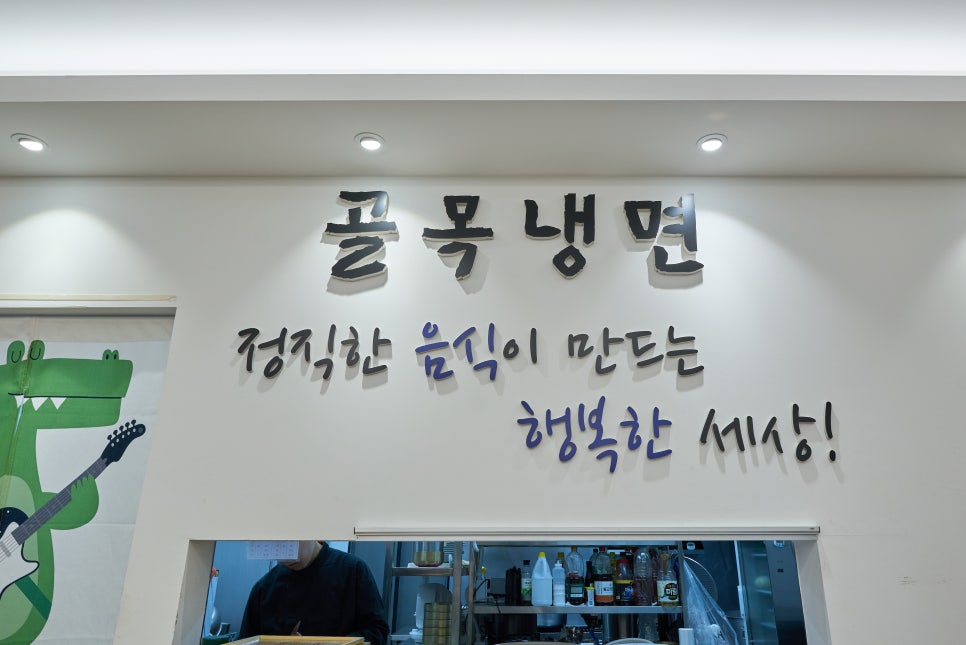 골목냉면
정직한 음식이 만드는
행복한 세상!